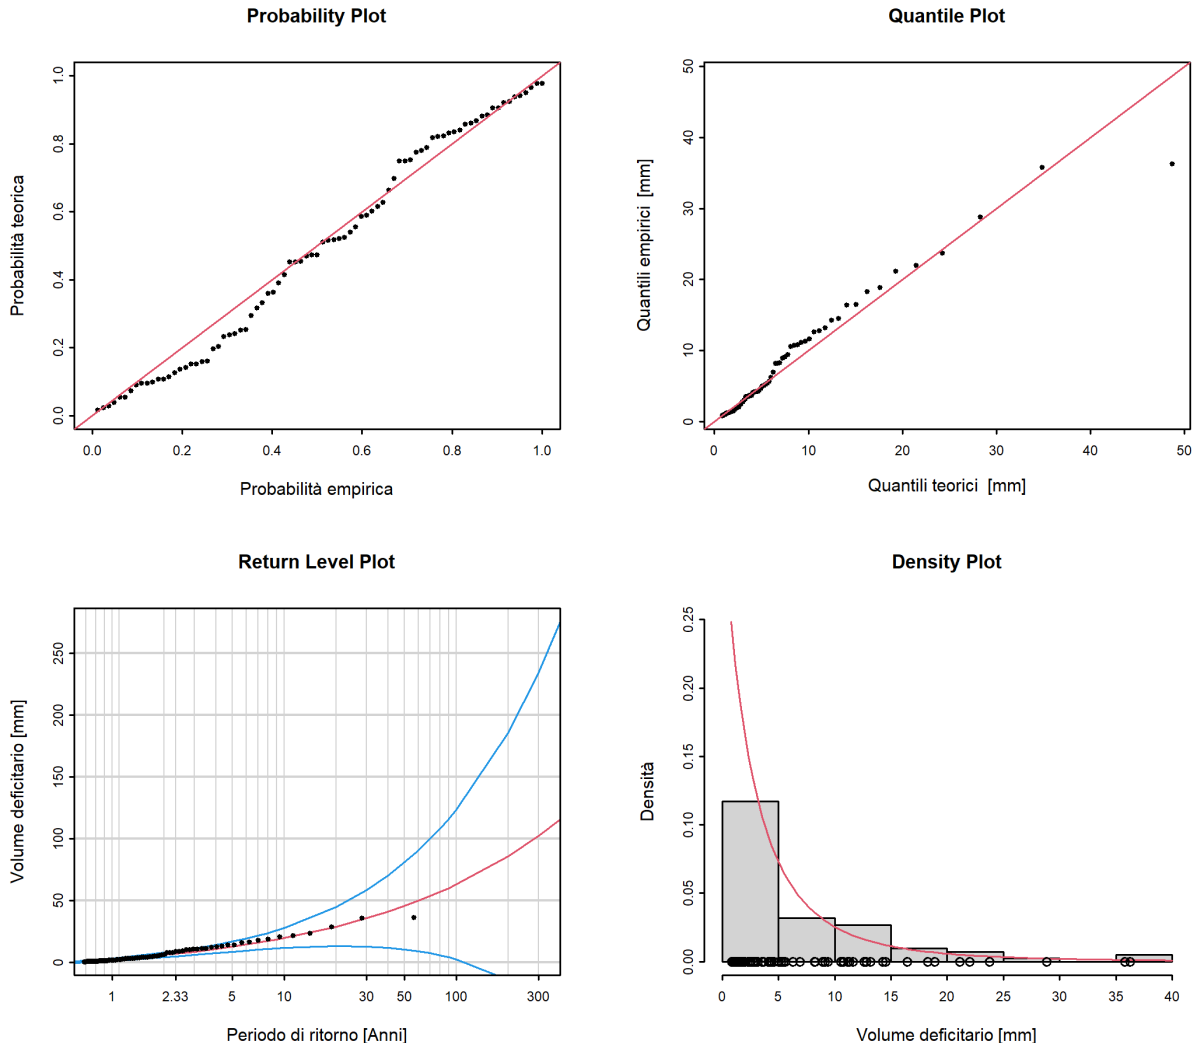 Probability Plot
Probabilità teorica
0.0 0.2 0.4 0.6 0.8 1.0
0.0 0.2 0.4 0.6 0.8 1.0
Probabilità empirica
Quantile Plot
Quantili empirici [mm]
0 10 20 30 40 50
0 10 20 30 40 50
Quantili teorici [mm]
Return Level Plot
Volume deficitario [mm]
0 50 100 150 200 250
1 2.33 5 10 30 50 100 300
Periodo di ritorno [Anni]
Density Plot
Densità
0.00 0.05 0.10 0.15 0.20 0.25
0 5 10 15 20 25 30 35 40
Volume deficitario [mm]